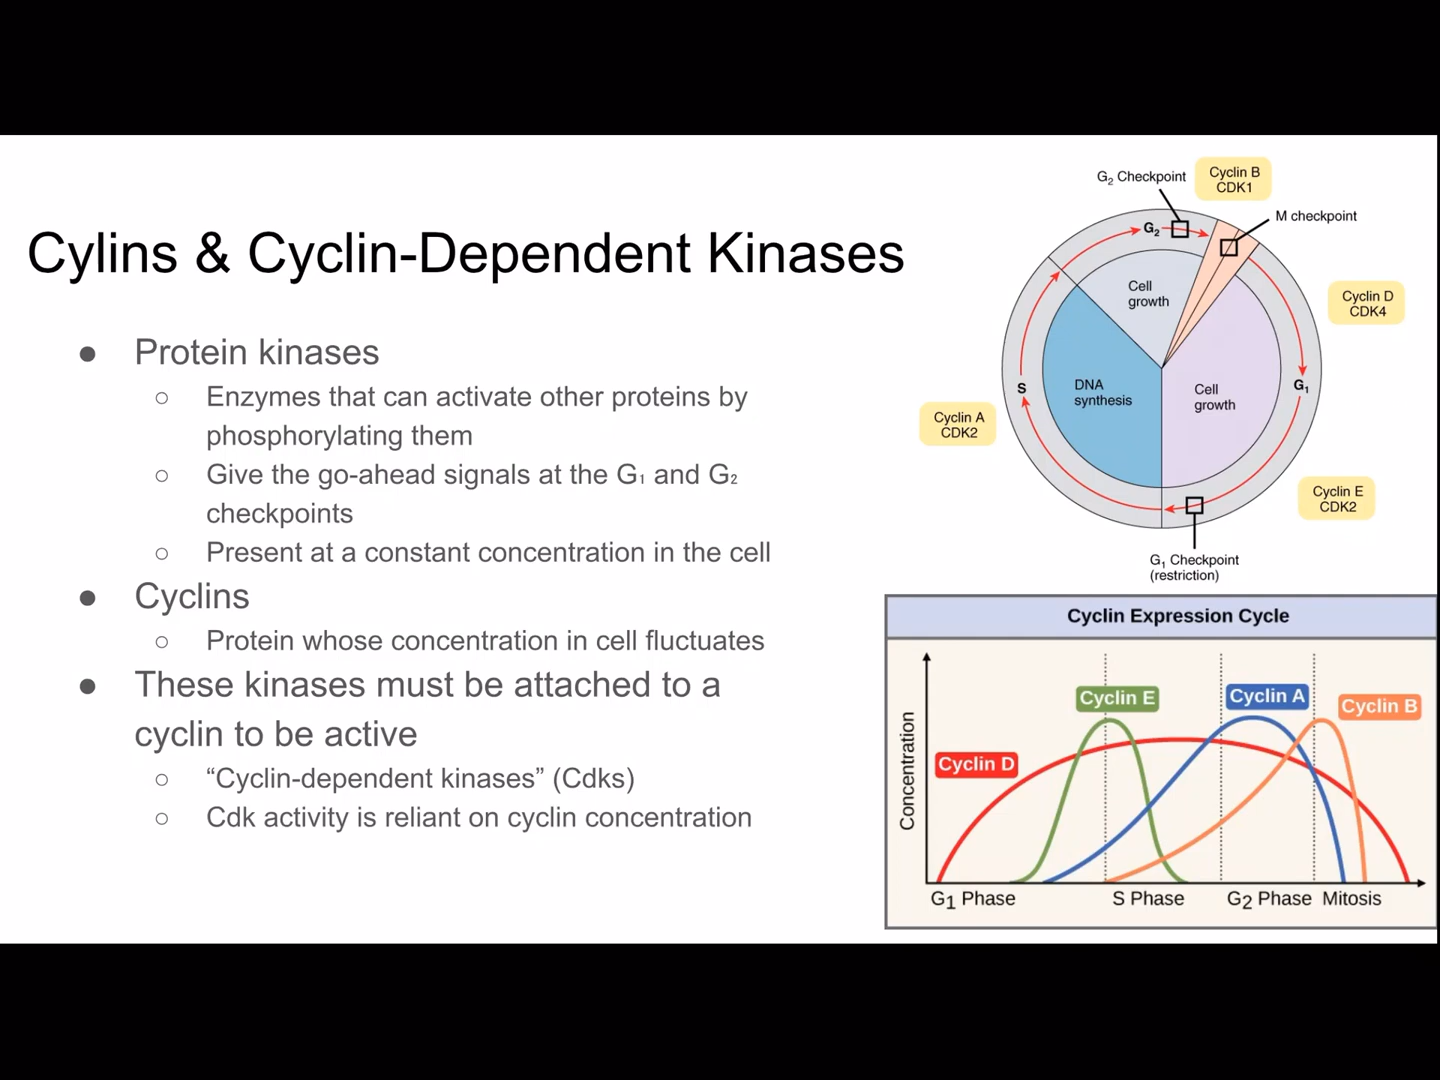 Cylins & Cyclin-Dependent Kinases
● Protein kinases
○ Enzymes that can activate other proteins by
phosphorylating them
○ Give the go-ahead signals at the G₁ and G₂
checkpoints
○ Present at a constant concentration in the cell
● Cyclins
○ Protein whose concentration in cell fluctuates
● These kinases must be attached to a
cyclin to be active
○ “Cyclin-dependent kinases” (Cdks)
○ Cdk activity is reliant on cyclin concentration
G₂ Checkpoint
Cyclin B
CDK1
M checkpoint
G₂
Cell
growth
Cyclin D
CDK4
S
DNA
synthesis
Cell
growth
G₁
Cyclin A
CDK2
Cyclin E
CDK2
G₁ Checkpoint
(restriction)
Cyclin Expression Cycle
Concentration
Cyclin D
Cyclin E
Cyclin A
Cyclin B
G₁ Phase
S Phase
G₂ Phase
Mitosis